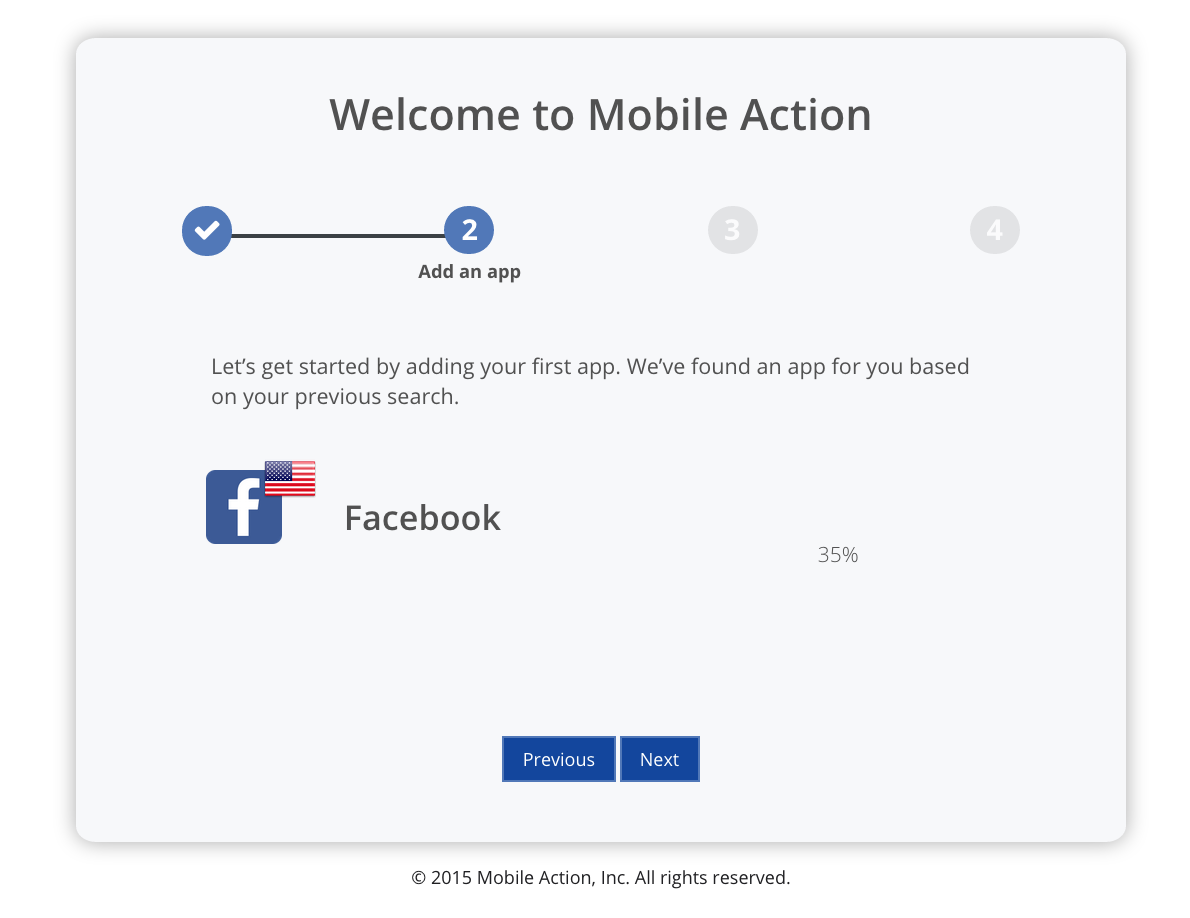 Welcome to Mobile Action
2
3
4
Add an app
Let’s get started by adding your first app. We’ve found an app for you based
on your previous search.
f
Facebook
35%
Previous
Next
© 2015 Mobile Action, Inc. All rights reserved.